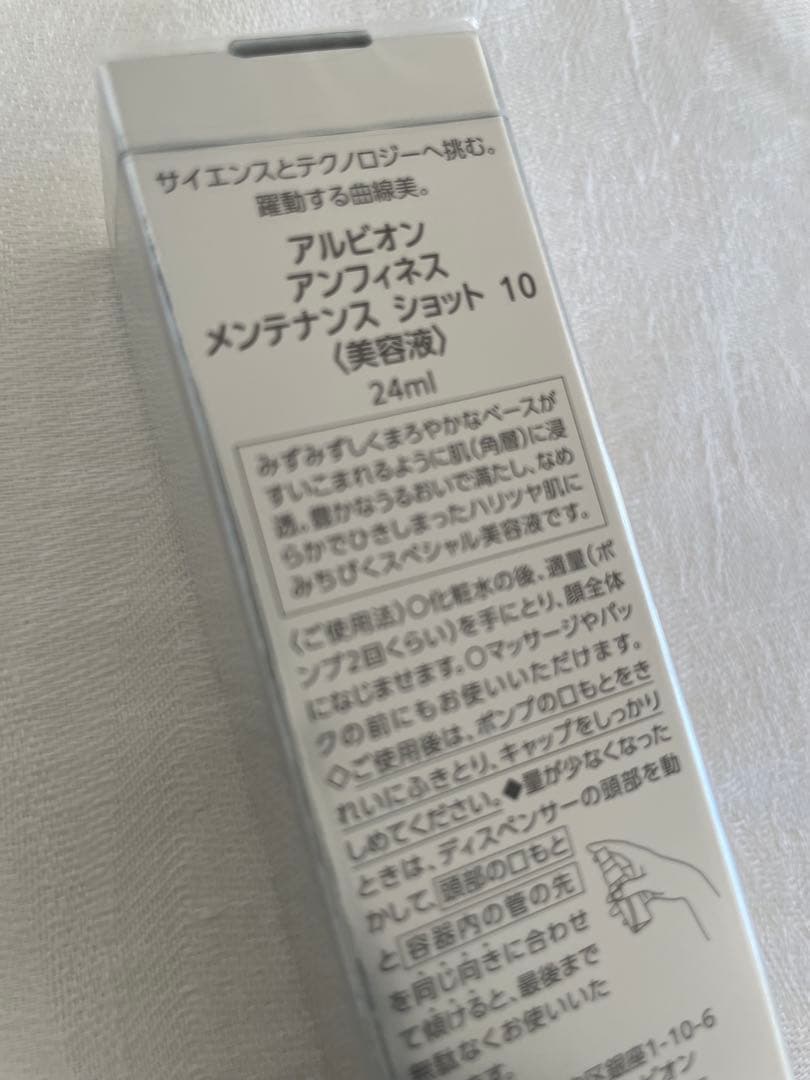 サイエンスとテクノロジーへ挑む。
躍動する曲線美。
アルビオン
アンフィネス
メンテナンス ショット 10
〈美容液〉
24ml
みずみずしくまろやかなベースが
すいこまれるように肌(角層)に浸
透。豊かなうるおいで満たし、なめ
らかでひきしまったハリツヤ肌に
みちびくスペシャル美容液です。
〈ご使用法〉○化粧水の後、適量(ポ
ンプ2回くらい)を手にとり、顔全体
になじませます。○マッサージやパッ
クの前にもお使いいただけます。
◇ご使用後は、ポンプの口もとをき
れいにふきとり、キャップをしっかり
しめてください。◆量が少なくなった
ときは、ディスペンサーの頭部を動
かして、頭部の口もと
と容器内の管の先
を同じ向きに合わせ
て傾けると、最後まで
無駄なくお使いいた
ます。
区銀座1-10-6
ビオン